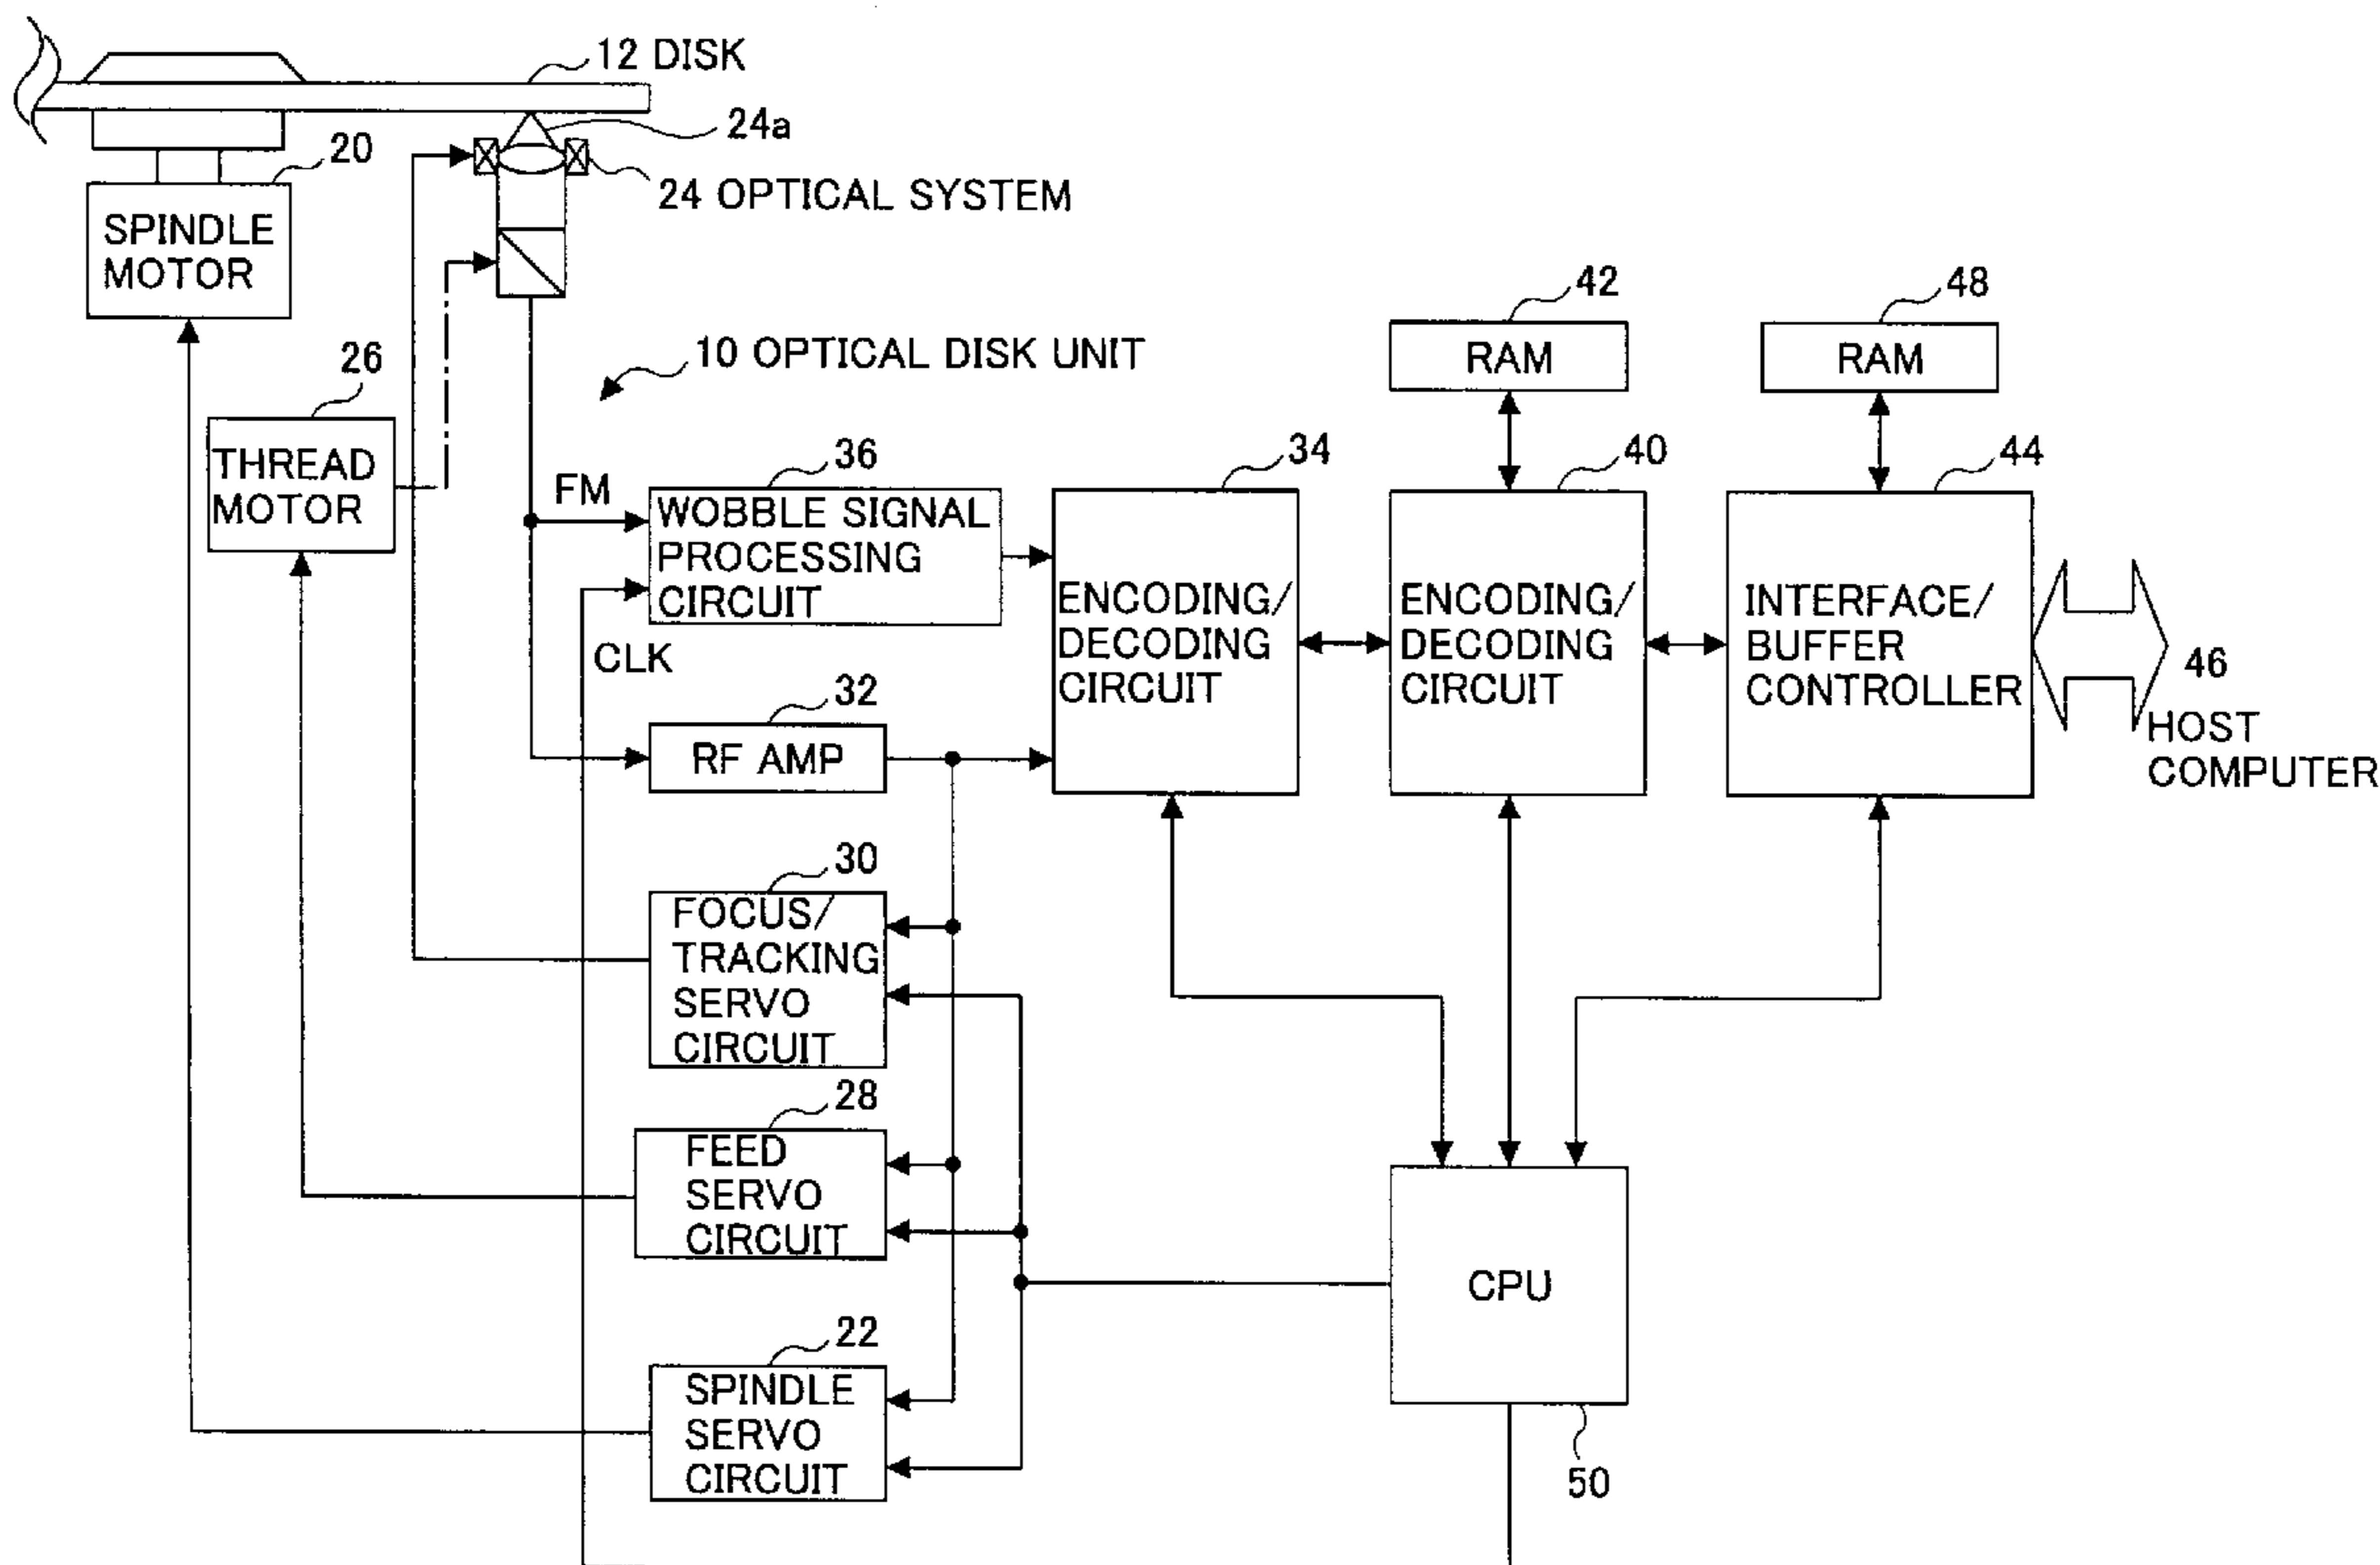 12 DISK
24a
20
24 OPTICAL SYSTEM
SPINDLE
MOTOR
42
48
10 OPTICAL DISK UNIT
RAM
RAM
26
THREAD
MOTOR
FM
36
WOBBLE SIGNAL
PROCESSING
CIRCUIT
34
40
44
ENCODING/
DECODING
CIRCUIT
ENCODING/
DECODING
CIRCUIT
INTERFACE/
BUFFER
CONTROLLER
46
HOST
COMPUTER
CLK
32
RF AMP
30
FOCUS/
TRACKING
SERVO
CIRCUIT
28
FEED
SERVO
CIRCUIT
CPU
22
SPINDLE
SERVO
CIRCUIT
50